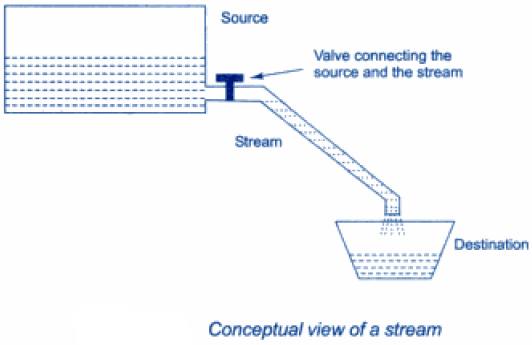 Source
Valve connecting the
source and the stream
Stream
Destination
Conceptual view of a stream